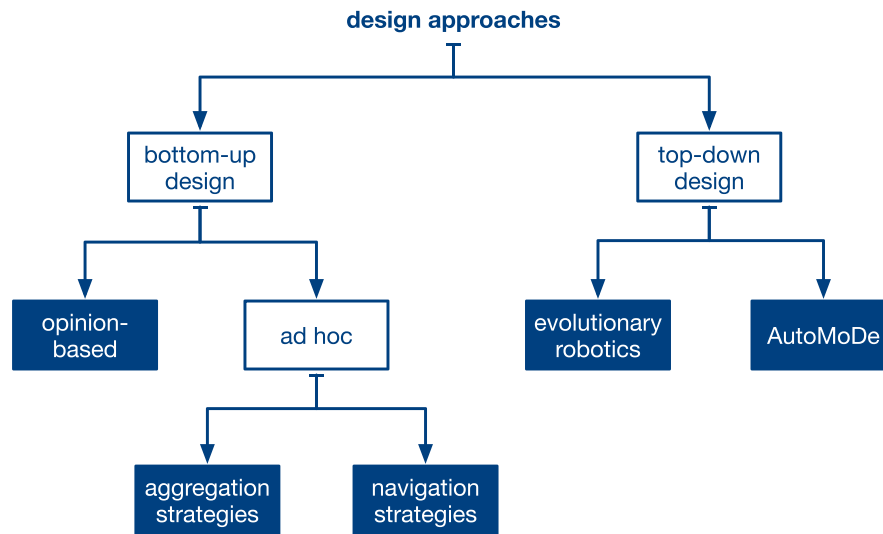 design approaches
bottom-up
design
top-down
design
opinion-
based
ad hoc
evolutionary
robotics
AutoMoDe
aggregation
strategies
navigation
strategies